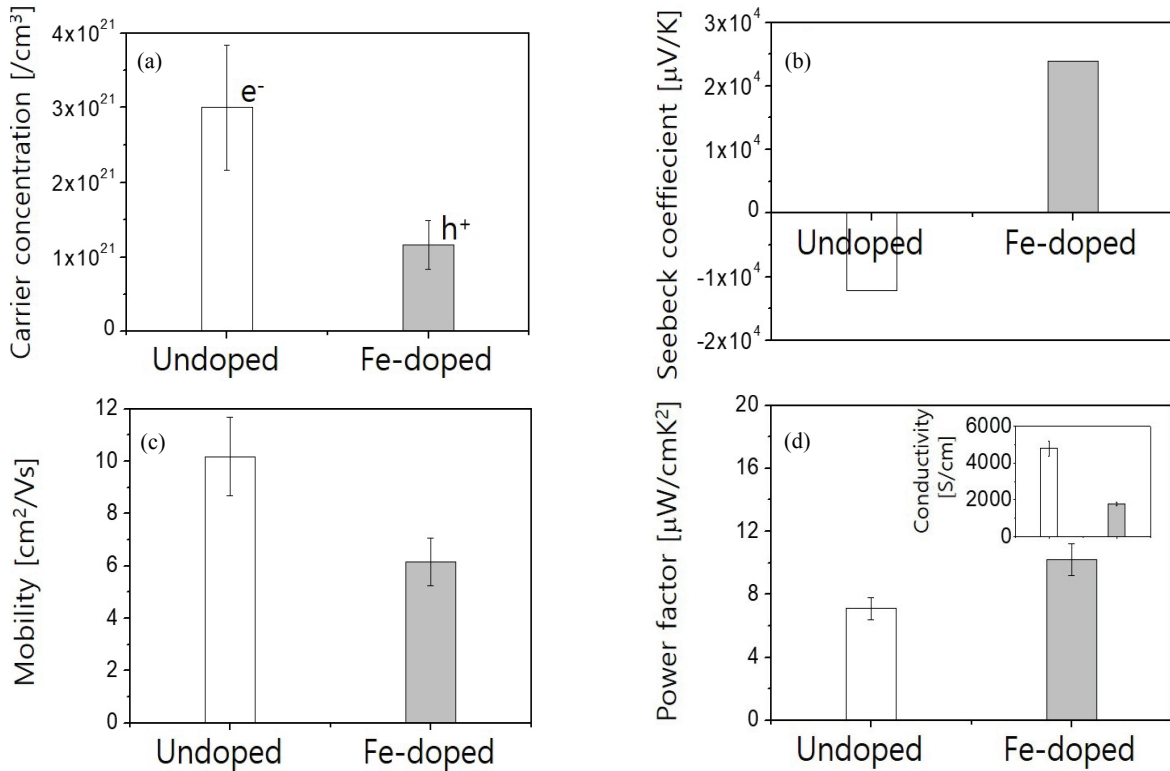 Carrier concentration [/cm³]
4x10²¹
3x10²¹
2x10²¹
1x10²¹
0
(a)
e⁻
h⁺
Undoped
Fe-doped
Seebeck coeffiecient [μV/K]
3x10⁴
2x10⁴
1x10⁴
0
-1x10⁴
-2x10⁴
(b)
Undoped
Fe-doped
Mobility [cm²/Vs]
12
10
8
6
4
2
0
(c)
Undoped
Fe-doped
Power factor [μW/cmK²]
20
16
12
8
4
0
(d)
Conductivity
[S/cm]
6000
4000
2000
0
Undoped
Fe-doped